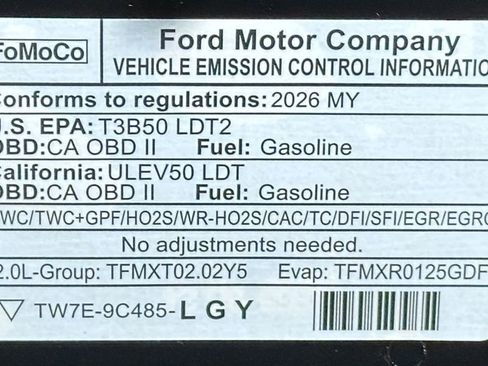 FoMoCo
Ford Motor Company
VEHICLE EMISSION CONTROL INFORMATIO
Conforms to regulations: 2026 MY
U.S. EPA: T3B50 LDT2
OBD: CA OBD II Fuel: Gasoline
California: ULEV50 LDT
OBD: CA OBD II Fuel: Gasoline
WC/TWC+GPF/HO2S/WR-HO2S/CAC/TC/DFI/SFI/EGR/EGRC
No adjustments needed.
2.0L-Group: TFMXT02.02Y5 Evap: TFMXR0125GDF
TW7E-9C485-LGY